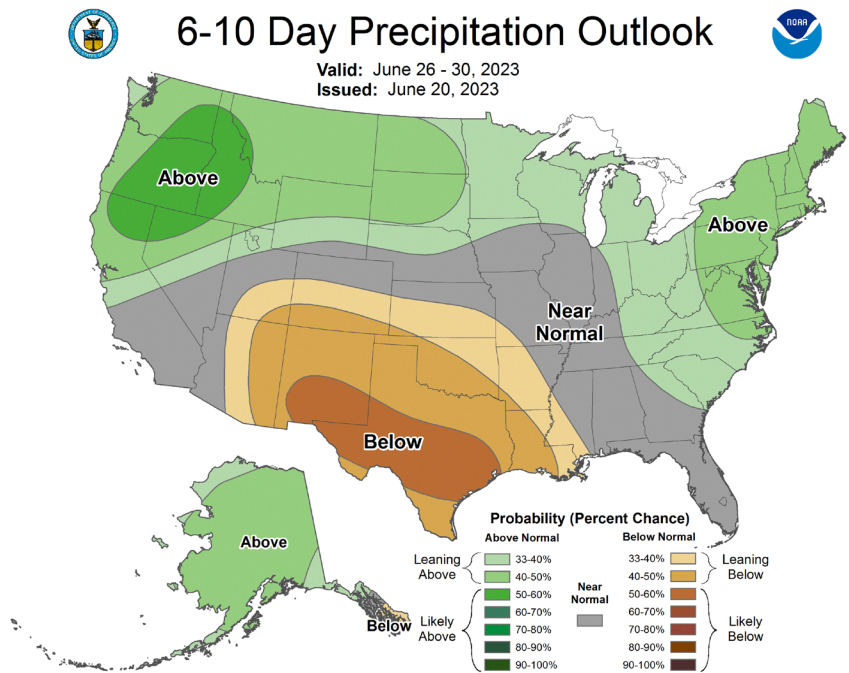 6-10 Day Precipitation Outlook
NOAA
Valid: June 26 - 30, 2023
Issued: June 20, 2023
Above
Above
Near
Normal
Below
Above
Below
Probability (Percent Chance)
Above Normal
Below Normal
Leaning
Above
33-40%
40-50%
Likely
Above
50-60%
60-70%
70-80%
80-90%
90-100%
Near
Normal
33-40%
40-50%
Leaning
Below
50-60%
60-70%
70-80%
80-90%
90-100%
Likely
Below